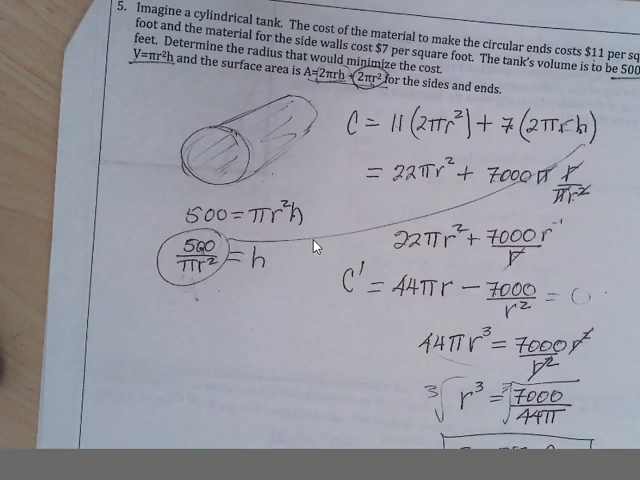 5. Imagine a cylindrical tank. The cost of the material to make the circular ends costs $11 per sq
foot and the material for the side walls cost $7 per square foot. The tank's volume is to be 500
feet. Determine the radius that would minimize the cost.
V=πr²h and the surface area is A=2πrh + 2πr² for the sides and ends.
C = 11(2πr²) + 7(2πrh)
= 22πr² + 7000π r/πr²
500 = πr²h
22πr² + 7000r⁻¹/r
500/πr² = h
C' = 44πr − 7000/r² = 0
44πr³ = 7000r²/r²
³√r³ = ³√7000/44π